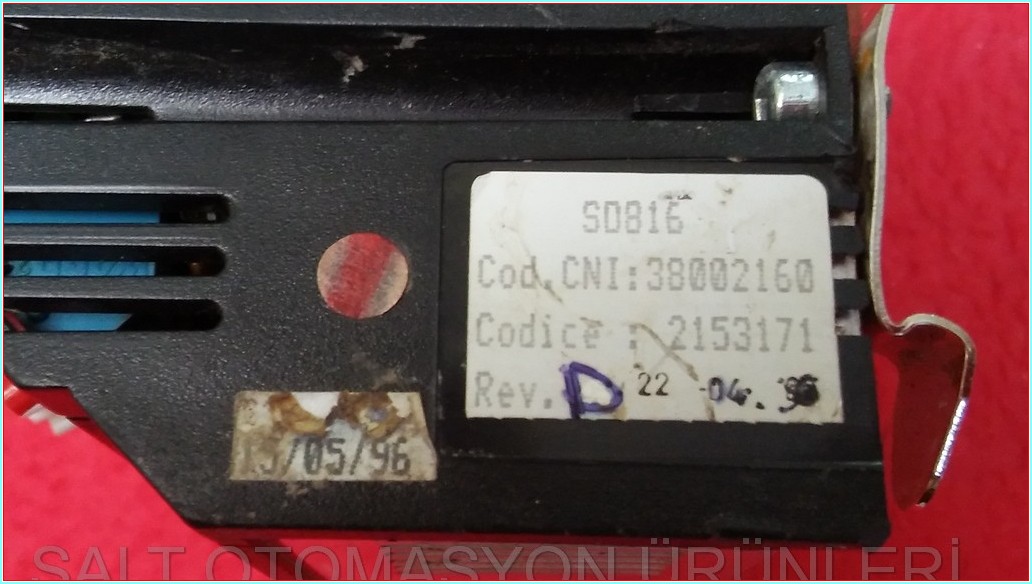 SD816
Cod.CNI:38002160
Codice : 2153171
Rev. D 22 04. 96
/05/96
SALT OTOMASYON ÜRÜNLERİ